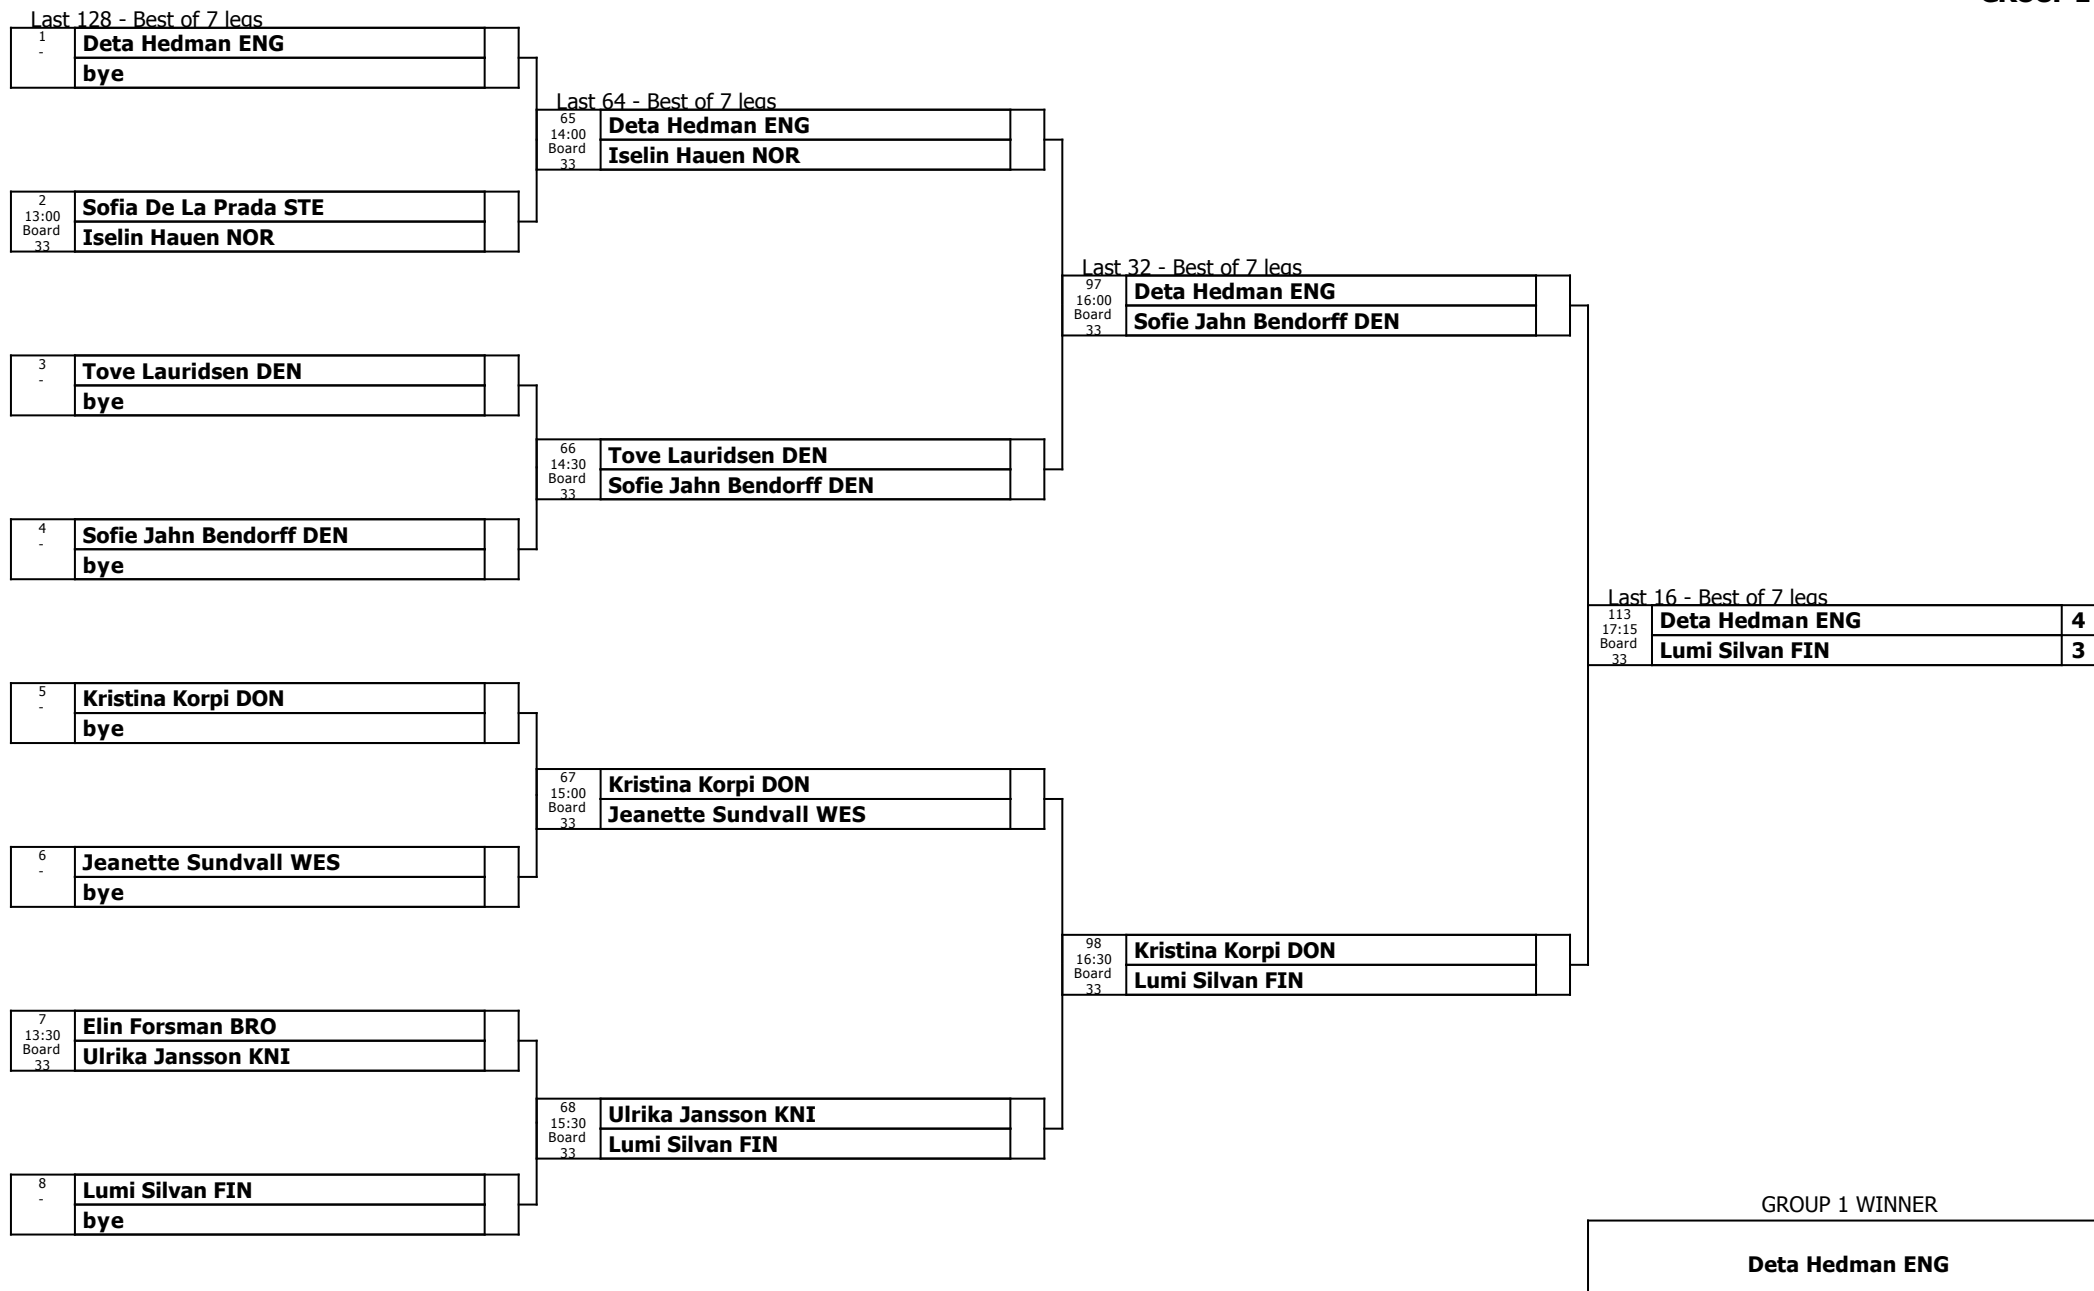 Last 128 - Best of 7 legs
1
-
Deta Hedman ENG
bye
2
13:00
Board
33
Sofia De La Prada STE
Iselin Hauen NOR
3
-
Tove Lauridsen DEN
bye
4
-
Sofie Jahn Bendorff DEN
bye
5
-
Kristina Korpi DON
bye
6
-
Jeanette Sundvall WES
bye
7
13:30
Board
33
Elin Forsman BRO
Ulrika Jansson KNI
8
-
Lumi Silvan FIN
bye
Last 64 - Best of 7 legs
65
14:00
Board
33
Deta Hedman ENG
Iselin Hauen NOR
66
14:30
Board
33
Tove Lauridsen DEN
Sofie Jahn Bendorff DEN
67
15:00
Board
33
Kristina Korpi DON
Jeanette Sundvall WES
68
15:30
Board
33
Ulrika Jansson KNI
Lumi Silvan FIN
Last 32 - Best of 7 legs
97
16:00
Board
33
Deta Hedman ENG
Sofie Jahn Bendorff DEN
98
16:30
Board
33
Kristina Korpi DON
Lumi Silvan FIN
Last 16 - Best of 7 legs
113
17:15
Board
33
Deta Hedman ENG 4
Lumi Silvan FIN 3
GROUP 1 WINNER
Deta Hedman ENG